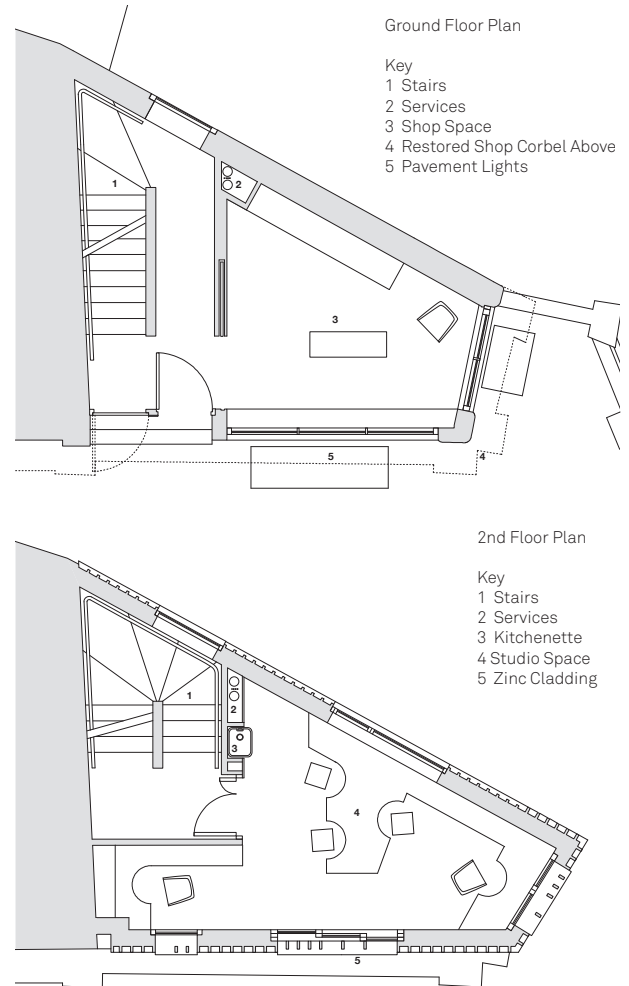 Ground Floor Plan
Key
1 Stairs
2 Services
3 Shop Space
4 Restored Shop Corbel Above
5 Pavement Lights
1
2
3
4
5
2nd Floor Plan
Key
1 Stairs
2 Services
3 Kitchenette
4 Studio Space
5 Zinc Cladding
1
2
3
4
5